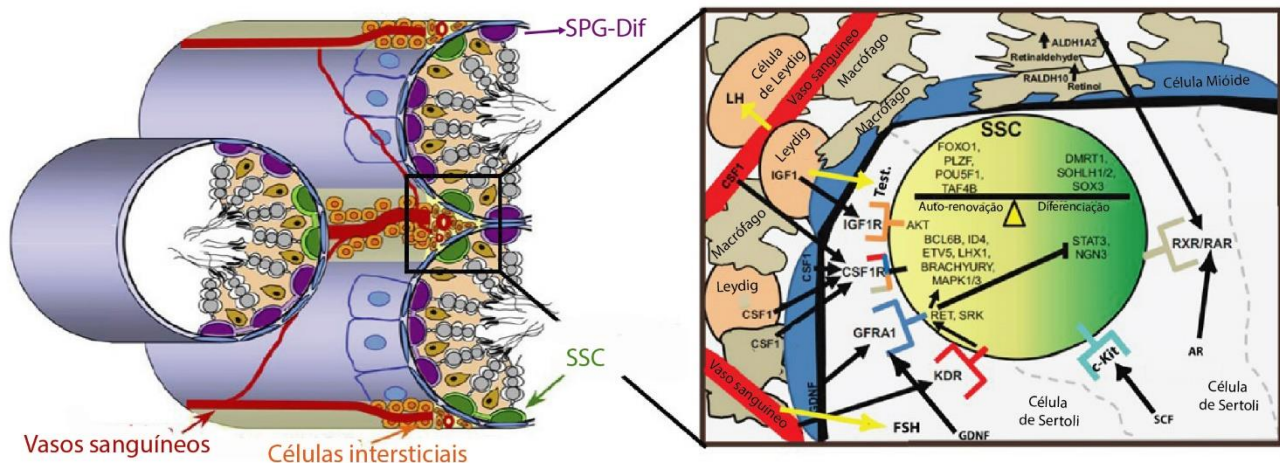 SPG-Dif
SSC
Vasos sanguíneos
Células intersticiais
Célula
de Leydig
LH
Vaso sanguíneo
Macrófago
Macrófago
ALDH1A2
Retinaldehyde
RALDH10
Retinol
Célula Mióide
Leydig
IGF1
CSF1
Test.
SSC
FOXO1,
PLZF,
POU5F1,
TAF4B
DMRT1,
SOHLH1/2,
SOX3
Auto-renovação
Diferenciação
IGF1R
AKT
Macrófago
CSF1
CSF1R
BCL6B, ID4,
ETV5, LHX1,
BRACHYURY,
MAPK1/3
STAT3,
NGN3
RXR/RAR
Leydig
CSF1
CSF1
GFRA1
RET, SRK
KDR
c-Kit
AR
Vaso sanguíneo
GDNF
FSH
GDNF
Célula
de Sertoli
SCF
Célula
de Sertoli